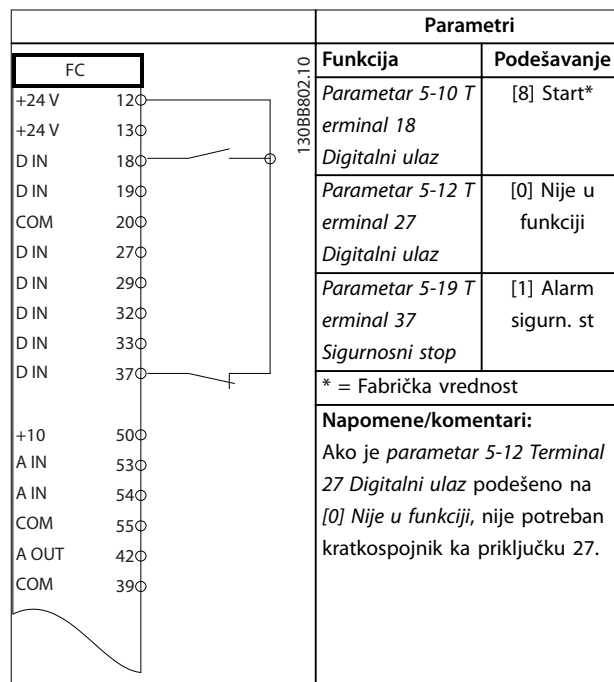 FC
+24 V 12
+24 V 13
D IN 18
D IN 19
COM 20
D IN 27
D IN 29
D IN 32
D IN 33
D IN 37
+10 50
A IN 53
A IN 54
COM 55
A OUT 42
COM 39
130BB802.10
Parametri
Funkcija Podešavanje
Parametar 5-10 T [8] Start*
erminal 18
Digitalni ulaz
Parametar 5-12 T [0] Nije u
erminal 27 funkciji
Digitalni ulaz
Parametar 5-19 T [1] Alarm
erminal 37 sigurn. st
Sigurnosni stop
* = Fabrička vrednost
Napomene/komentari:
Ako je parametar 5-12 Terminal
27 Digitalni ulaz podešeno na
[0] Nije u funkciji, nije potreban
kratkospojnik ka priključku 27.